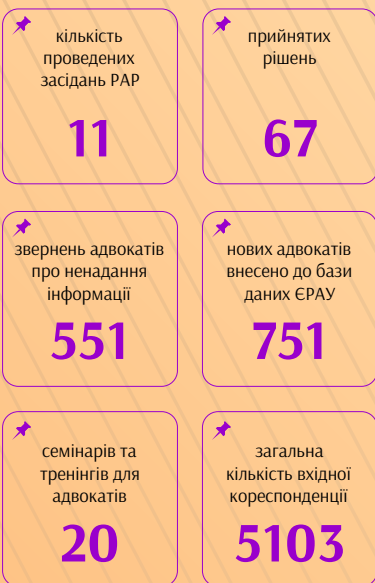 кількість
проведених
засідань РАР
11
прийнятих
рішень
67
звернень адвокатів
про ненадання
інформації
551
нових адвокатів
внесено до бази
даних ЄРАУ
751
семінарів та
тренінгів для
адвокатів
20
загальна
кількість вхідної
кореспонденції
5103